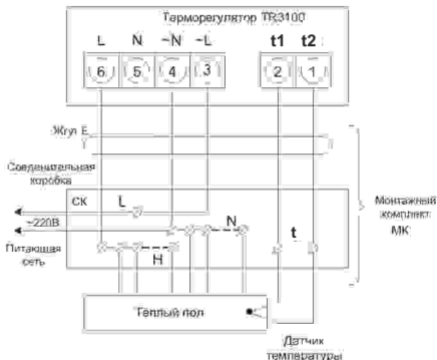 Терморегулятор TR3100
L N ~N ~L t1 t2
6 5 4 3 2 1
Жгут Е
Соединительная
коробка
СК L
~220В
N
t
Питающая
сеть
Н
Монтажный
комплект
МК
Теплый пол
Датчик
температуры